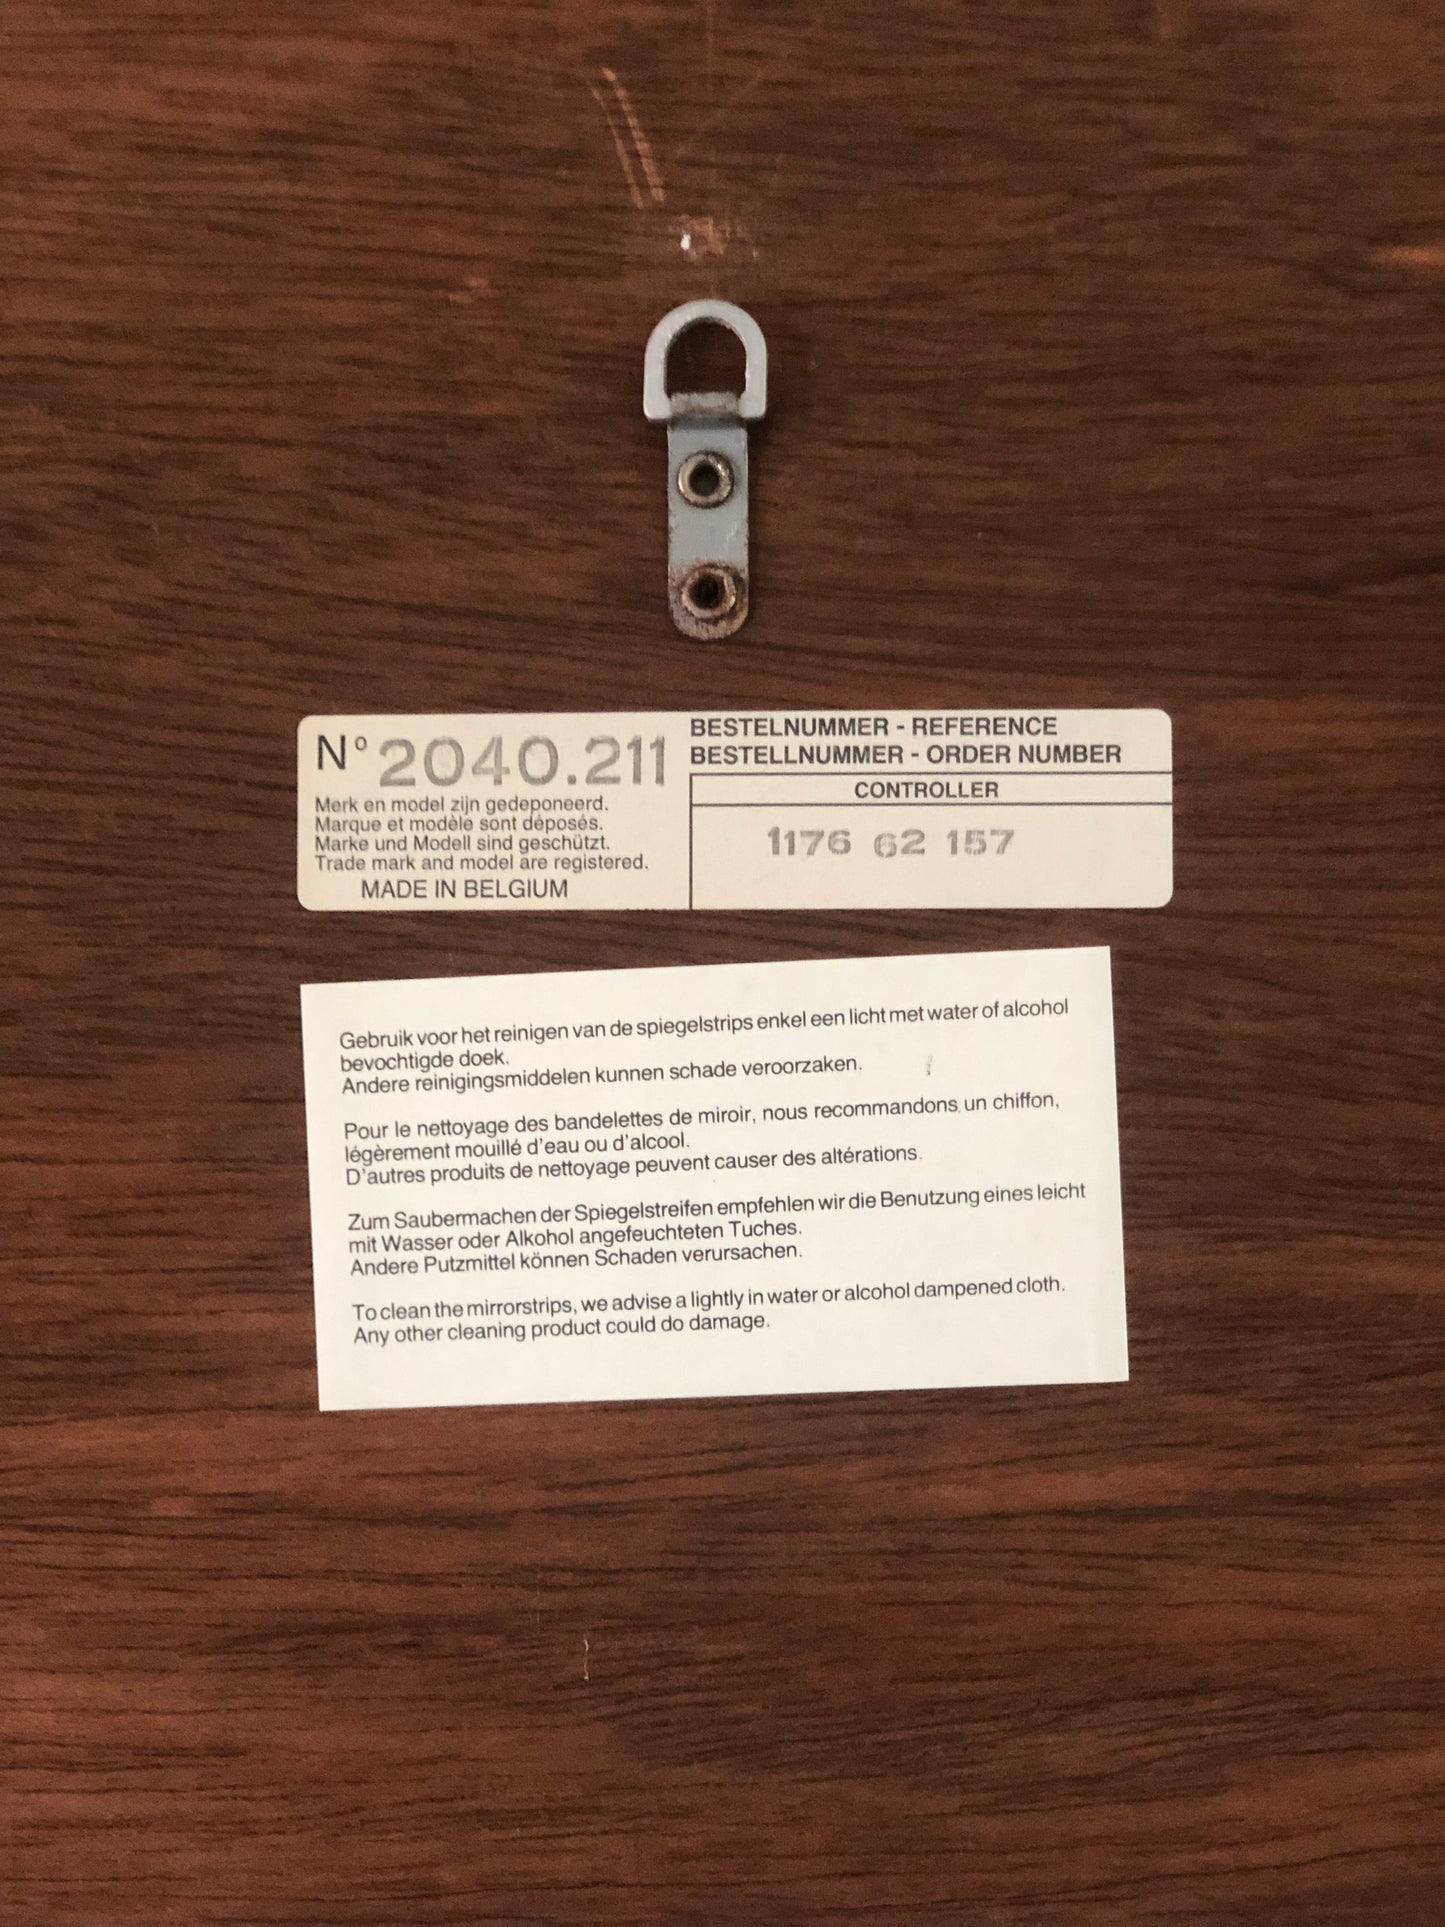 N° 2040.211
Merk en model zijn gedeponeerd.
Marque et modèle sont déposés.
Marke und Modell sind geschützt.
Trade mark and model are registered.
MADE IN BELGIUM
BESTELNUMMER - REFERENCE
BESTELLNUMMER - ORDER NUMBER
CONTROLLER
1176 62 157
Gebruik voor het reinigen van de spiegelstrips enkel een licht met water of alcohol
bevochtigde doek.
Andere reinigingsmiddelen kunnen schade veroorzaken.
Pour le nettoyage des bandelettes de miroir, nous recommandons un chiffon,
légèrement mouillé d'eau ou d'alcool.
D'autres produits de nettoyage peuvent causer des altérations.
Zum Saubermachen der Spiegelstreifen empfehlen wir die Benutzung eines leicht
mit Wasser oder Alkohol angefeuchteten Tuches.
Andere Putzmittel können Schaden verursachen.
To clean the mirrorstrips, we advise a lightly in water or alcohol dampened cloth.
Any other cleaning product could do damage.